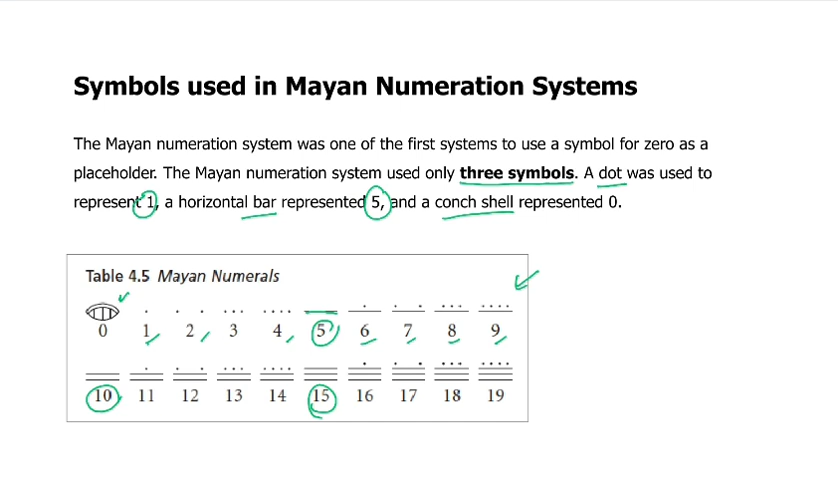 Symbols used in Mayan Numeration Systems
The Mayan numeration system was one of the first systems to use a symbol for zero as a
placeholder. The Mayan numeration system used only three symbols. A dot was used to
represent 1, a horizontal bar represented 5, and a conch shell represented 0.
Table 4.5 Mayan Numerals
0 1 2 3 4 5 6 7 8 9
10 11 12 13 14 15 16 17 18 19